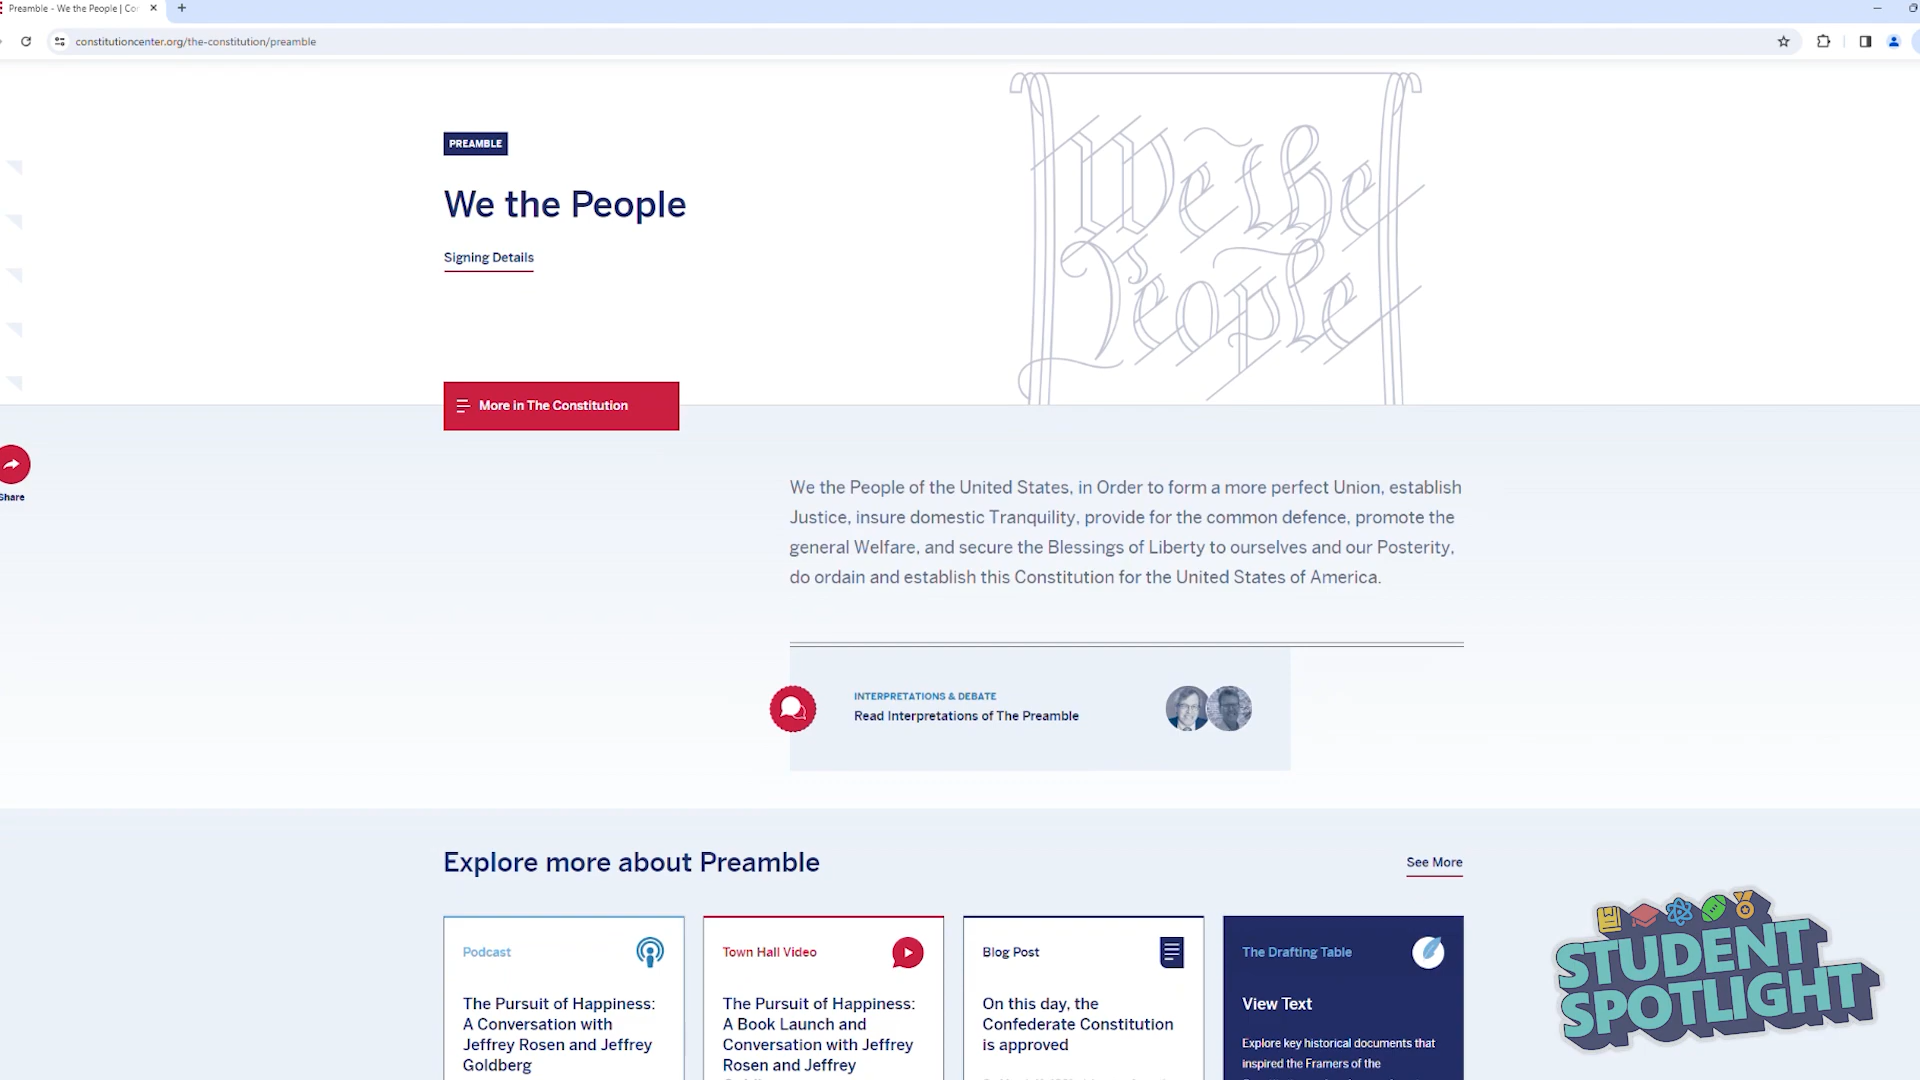 Preamble - We the People | Co
constitutioncenter.org/the-constitution/preamble
PREAMBLE
We the People
Signing Details
We the
People
More in The Constitution
Share
We the People of the United States, in Order to form a more perfect Union, establish
Justice, insure domestic Tranquility, provide for the common defence, promote the
general Welfare, and secure the Blessings of Liberty to ourselves and our Posterity,
do ordain and establish this Constitution for the United States of America.
INTERPRETATIONS & DEBATE
Read Interpretations of The Preamble
Explore more about Preamble
See More
Podcast
The Pursuit of Happiness:
A Conversation with
Jeffrey Rosen and Jeffrey
Goldberg
Town Hall Video
The Pursuit of Happiness:
A Book Launch and
Conversation with Jeffrey
Rosen and Jeffrey
Blog Post
On this day, the
Confederate Constitution
is approved
The Drafting Table
View Text
Explore key historical documents that
inspired the Framers of the
STUDENT
SPOTLIGHT